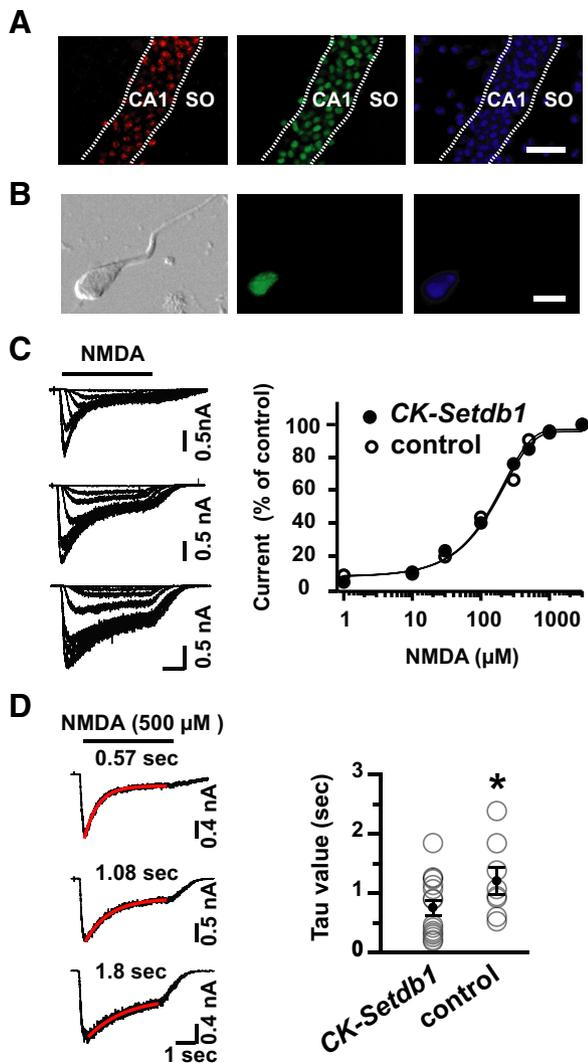 A
CA1 SO
CA1 SO
CA1 SO
B
C
NMDA
0.5nA
0.5 nA
0.5 nA
Current (% of control)
100
80
60
40
20
0
CK-Setdb1
control
1 10 100 1000
NMDA (µM)
D
NMDA (500 µM )
0.57 sec
0.4 nA
1.08 sec
0.5 nA
1.8 sec
0.4 nA
1 sec
Tau value (sec)
3
2
1
0
*
CK-Setdb1
control